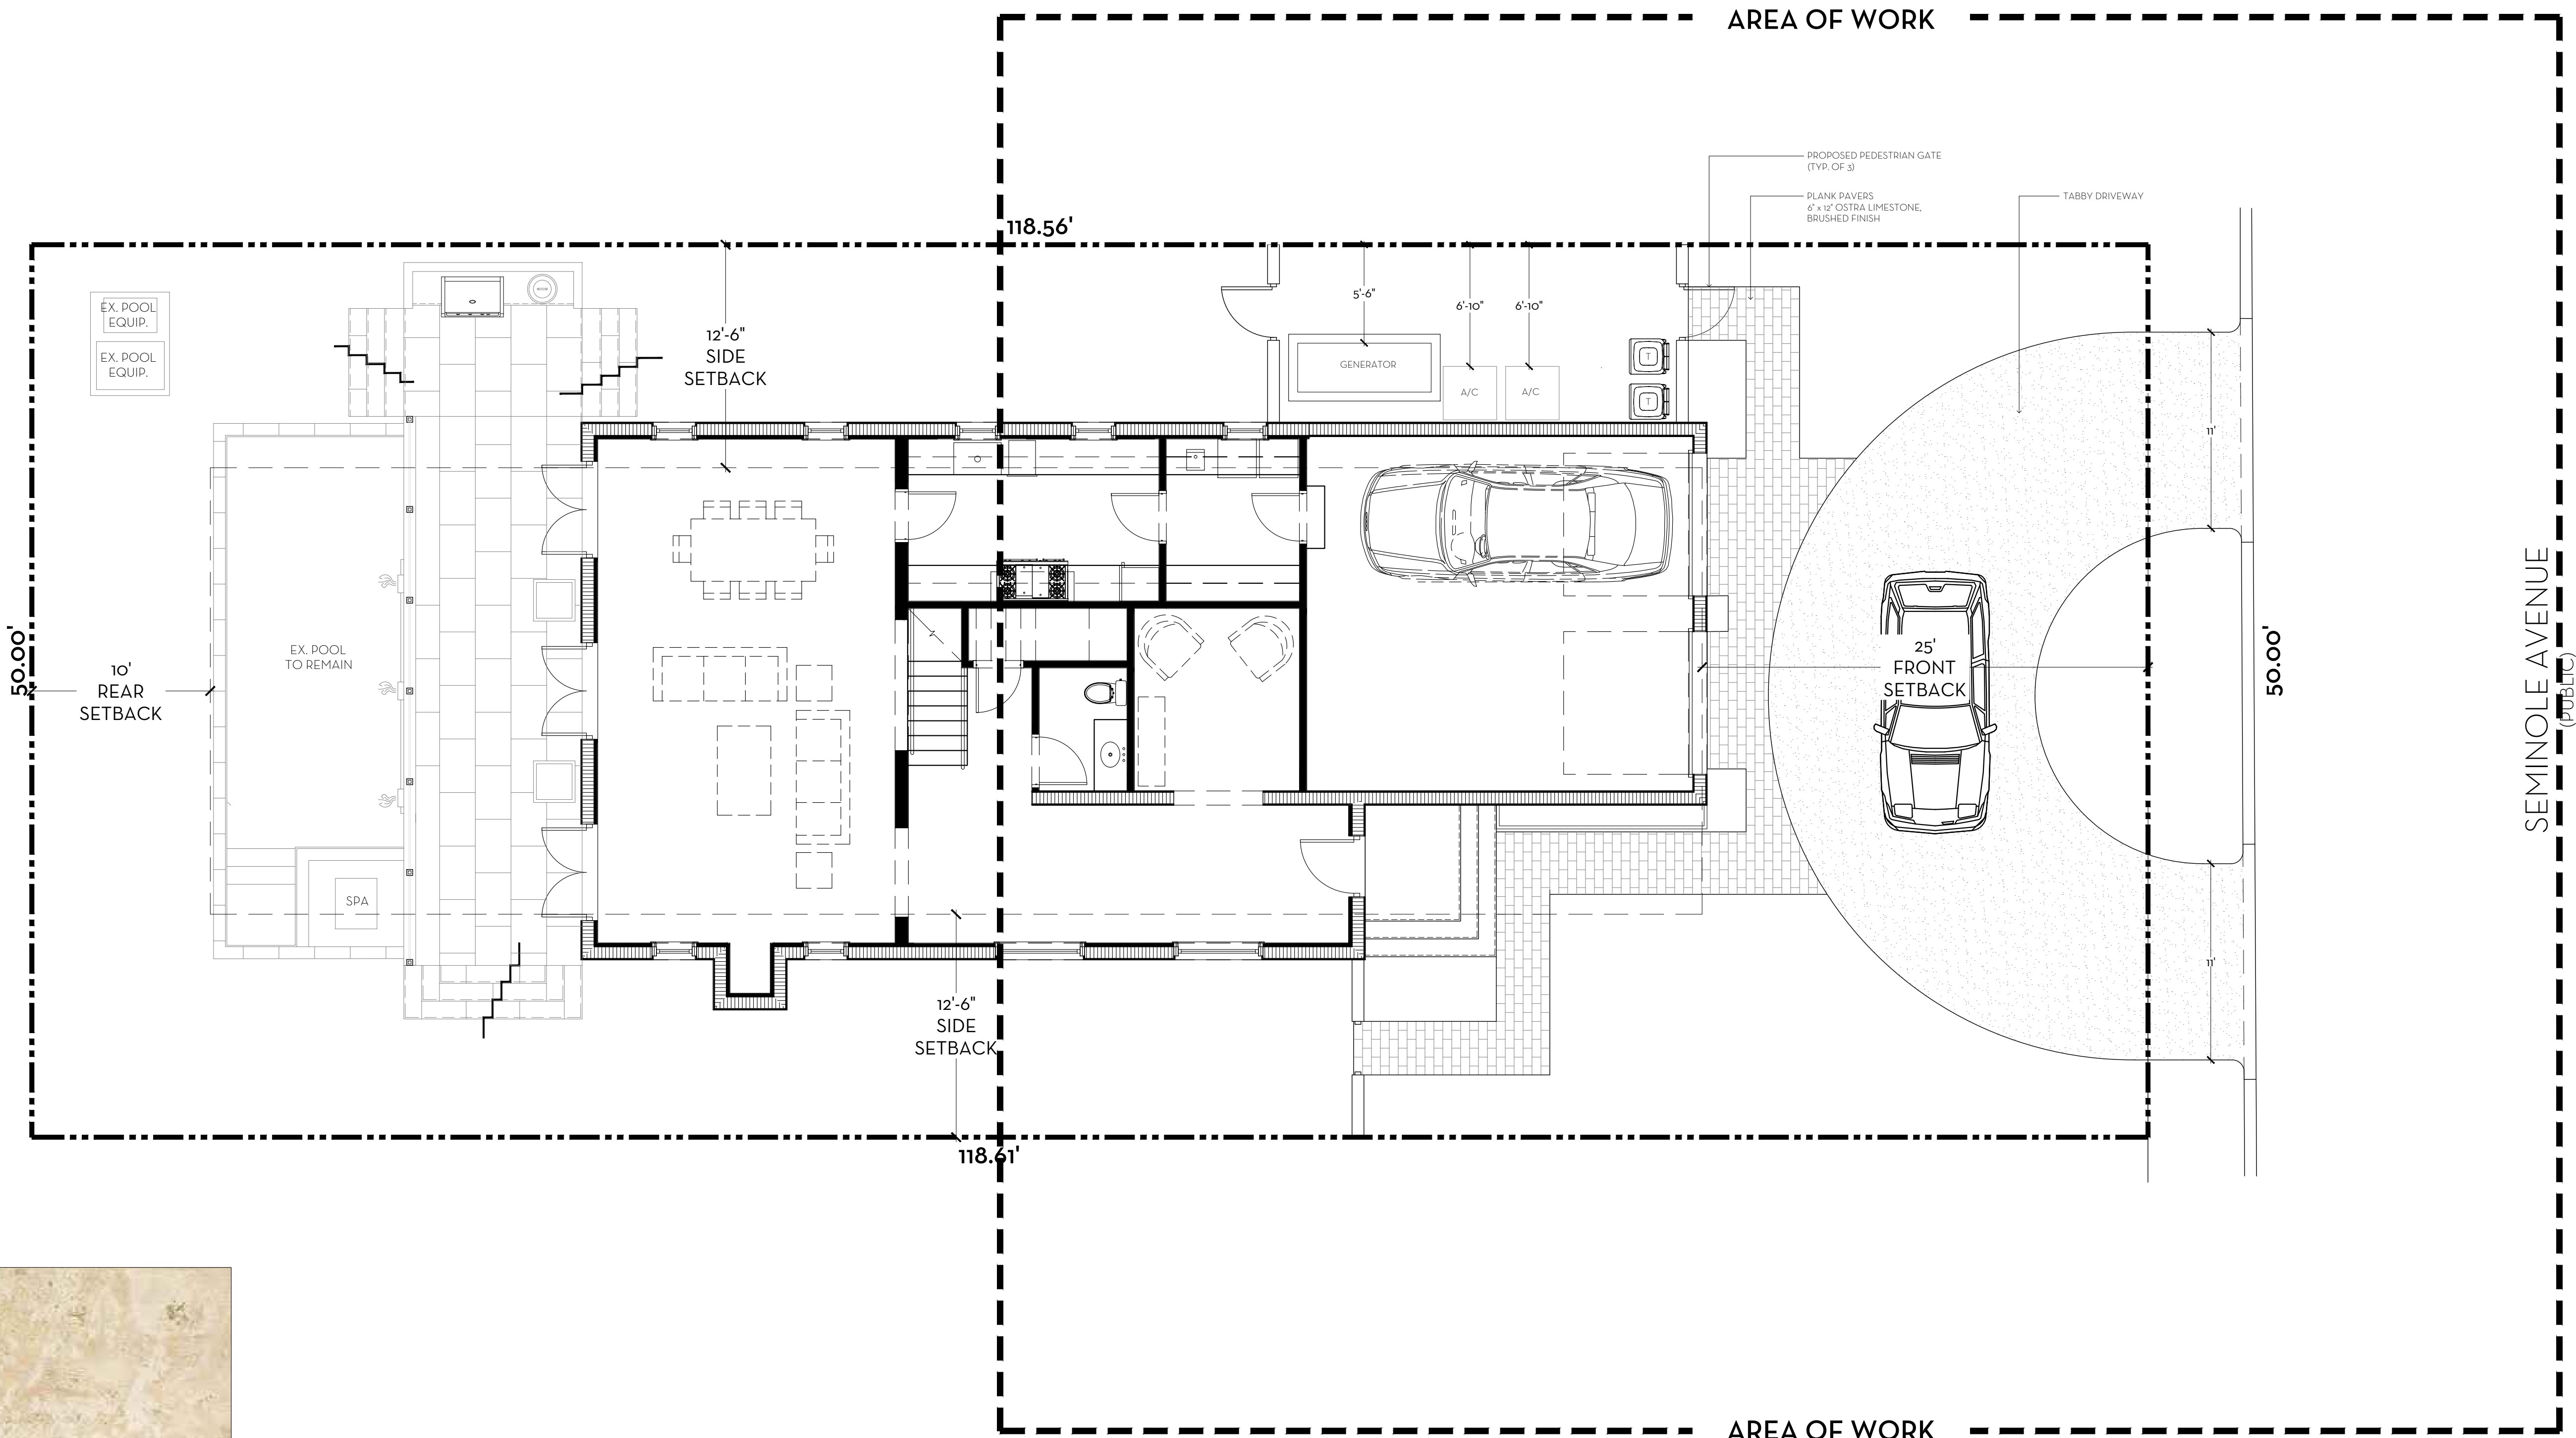 AREA OF WORK
PROPOSED PEDESTRIAN GATE
(TYP. OF 3)
PLANK PAVERS
6" x 12" OSTRA LIMESTONE,
BRUSHED FINISH
TABBY DRIVEWAY
118.56'
EX. POOL
EQUIP.
EX. POOL
EQUIP.
12'-6"
SIDE
SETBACK
5'-6"
6'-10"
6'-10"
GENERATOR
A/C
A/C
T
T
11'
50.00'
10'
REAR
SETBACK
EX. POOL
TO REMAIN
25'
FRONT
SETBACK
50.00'
SEMINOLE AVENUE
(PUBLIC)
SPA
11'
12'-6"
SIDE
SETBACK
118.61'
AREA OF WORK